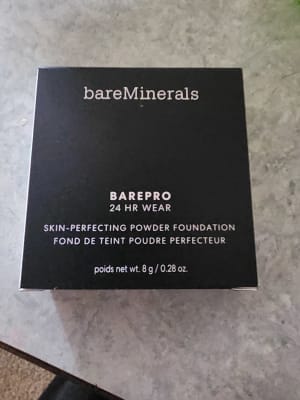 bareMinerals
BAREPRO
24 HR WEAR
SKIN-PERFECTING POWDER FOUNDATION
FOND DE TEINT POUDRE PERFECTEUR
poids net wt. 8 g / 0.28 oz.